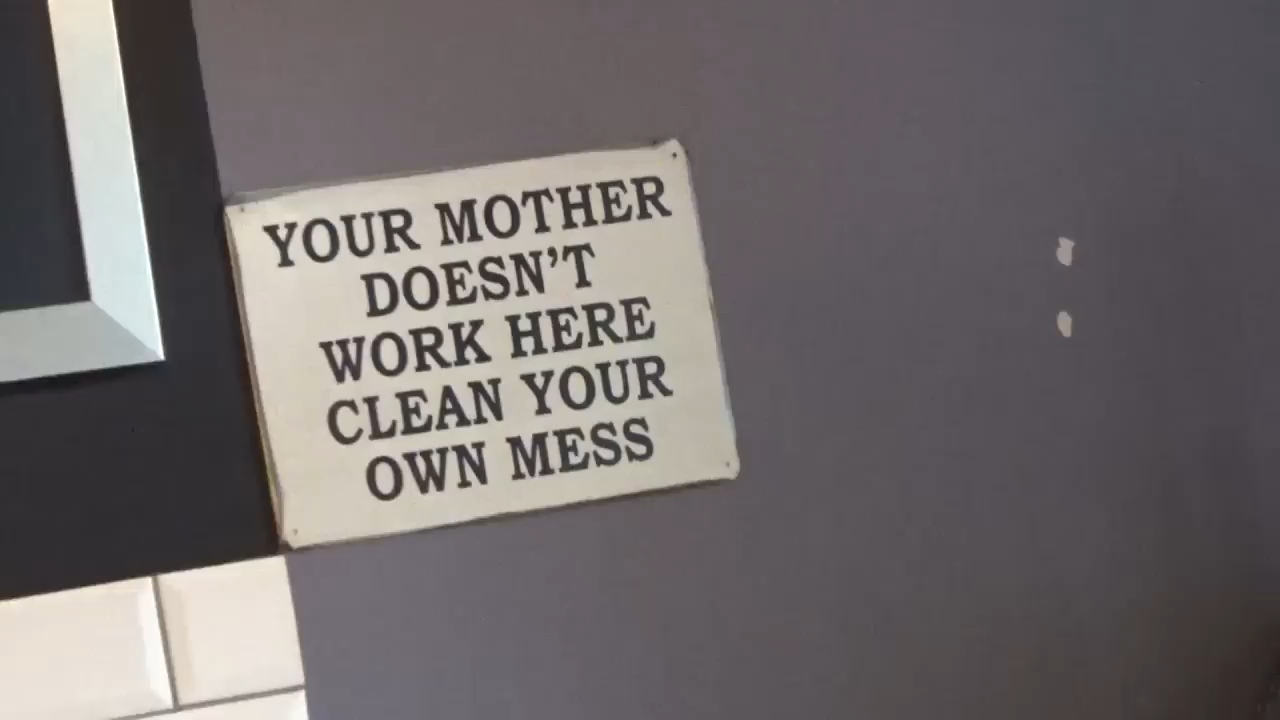 YOUR MOTHER
DOESN'T
WORK HERE
CLEAN YOUR
OWN MESS